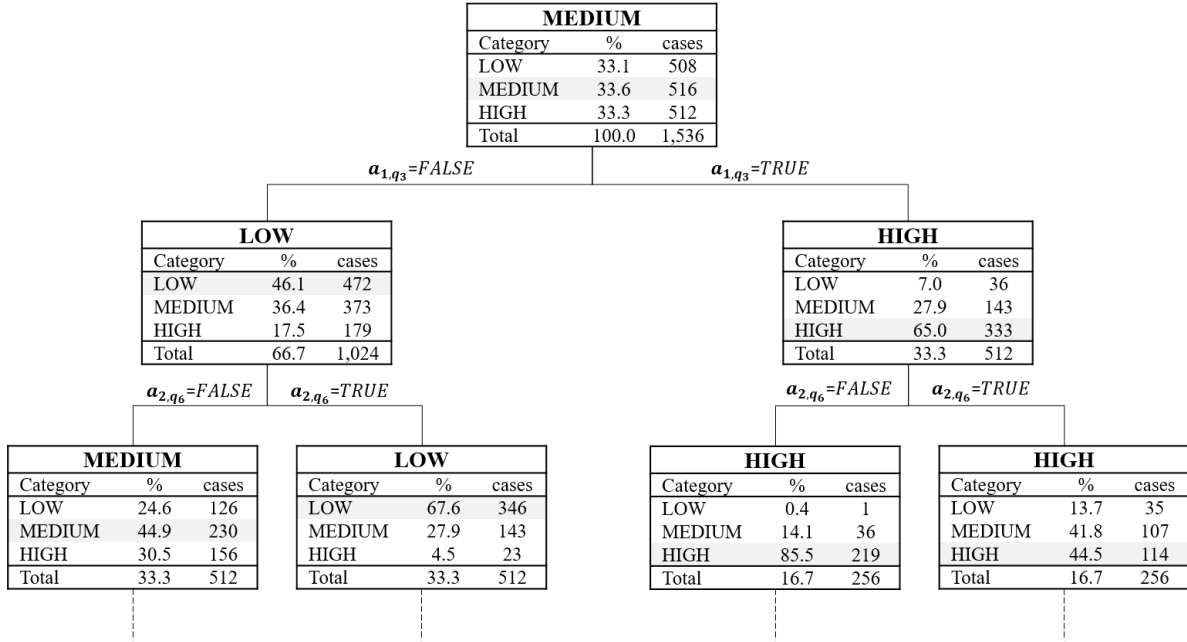 MEDIUM
Category % cases
LOW 33.1 508
MEDIUM 33.6 516
HIGH 33.3 512
Total 100.0 1,536
a1,q3=FALSE
a1,q3=TRUE
LOW
Category % cases
LOW 46.1 472
MEDIUM 36.4 373
HIGH 17.5 179
Total 66.7 1,024
HIGH
Category % cases
LOW 7.0 36
MEDIUM 27.9 143
HIGH 65.0 333
Total 33.3 512
a2,q6=FALSE
a2,q6=TRUE
a2,q6=FALSE
a2,q6=TRUE
MEDIUM
Category % cases
LOW 24.6 126
MEDIUM 44.9 230
HIGH 30.5 156
Total 33.3 512
LOW
Category % cases
LOW 67.6 346
MEDIUM 27.9 143
HIGH 4.5 23
Total 33.3 512
HIGH
Category % cases
LOW 0.4 1
MEDIUM 14.1 36
HIGH 85.5 219
Total 16.7 256
HIGH
Category % cases
LOW 13.7 35
MEDIUM 41.8 107
HIGH 44.5 114
Total 16.7 256